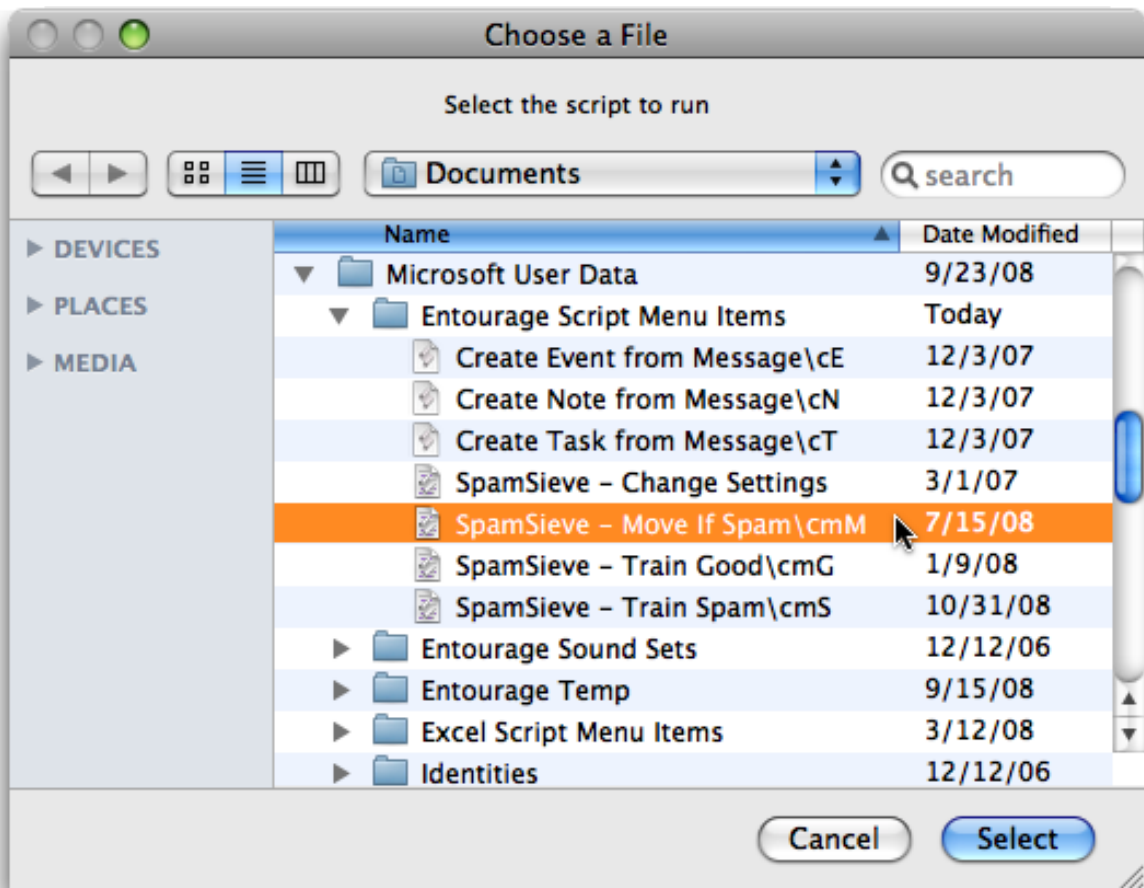 Choose a File
Select the script to run
Documents
search
DEVICES
PLACES
MEDIA
Name Date Modified
Microsoft User Data 9/23/08
Entourage Script Menu Items Today
Create Event from Message\cE 12/3/07
Create Note from Message\cN 12/3/07
Create Task from Message\cT 12/3/07
SpamSieve – Change Settings 3/1/07
SpamSieve – Move If Spam\cmM 7/15/08
SpamSieve – Train Good\cmG 1/9/08
SpamSieve – Train Spam\cmS 10/31/08
Entourage Sound Sets 12/12/06
Entourage Temp 9/15/08
Excel Script Menu Items 3/12/08
Identities 12/12/06
Cancel Select